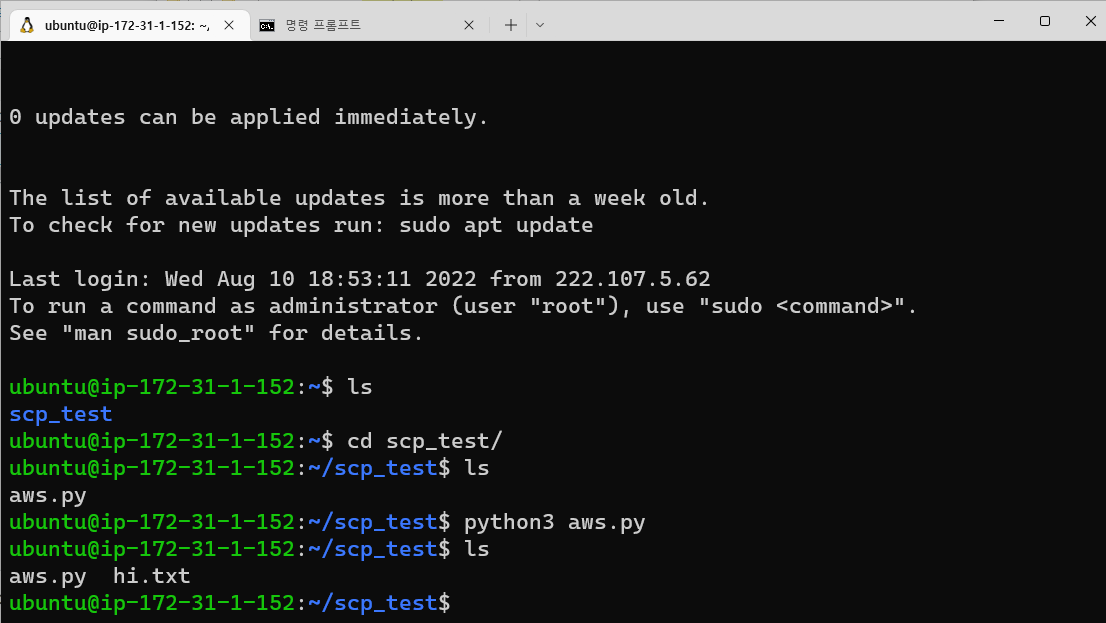 ubuntu@ip-172-31-1-152: ~/
명령 프롬프트
0 updates can be applied immediately.
The list of available updates is more than a week old.
To check for new updates run: sudo apt update
Last login: Wed Aug 10 18:53:11 2022 from 222.107.5.62
To run a command as administrator (user "root"), use "sudo <command>".
See "man sudo_root" for details.
ubuntu@ip-172-31-1-152:~$ ls
scp_test
ubuntu@ip-172-31-1-152:~$ cd scp_test/
ubuntu@ip-172-31-1-152:~/scp_test$ ls
aws.py
ubuntu@ip-172-31-1-152:~/scp_test$ python3 aws.py
ubuntu@ip-172-31-1-152:~/scp_test$ ls
aws.py  hi.txt
ubuntu@ip-172-31-1-152:~/scp_test$